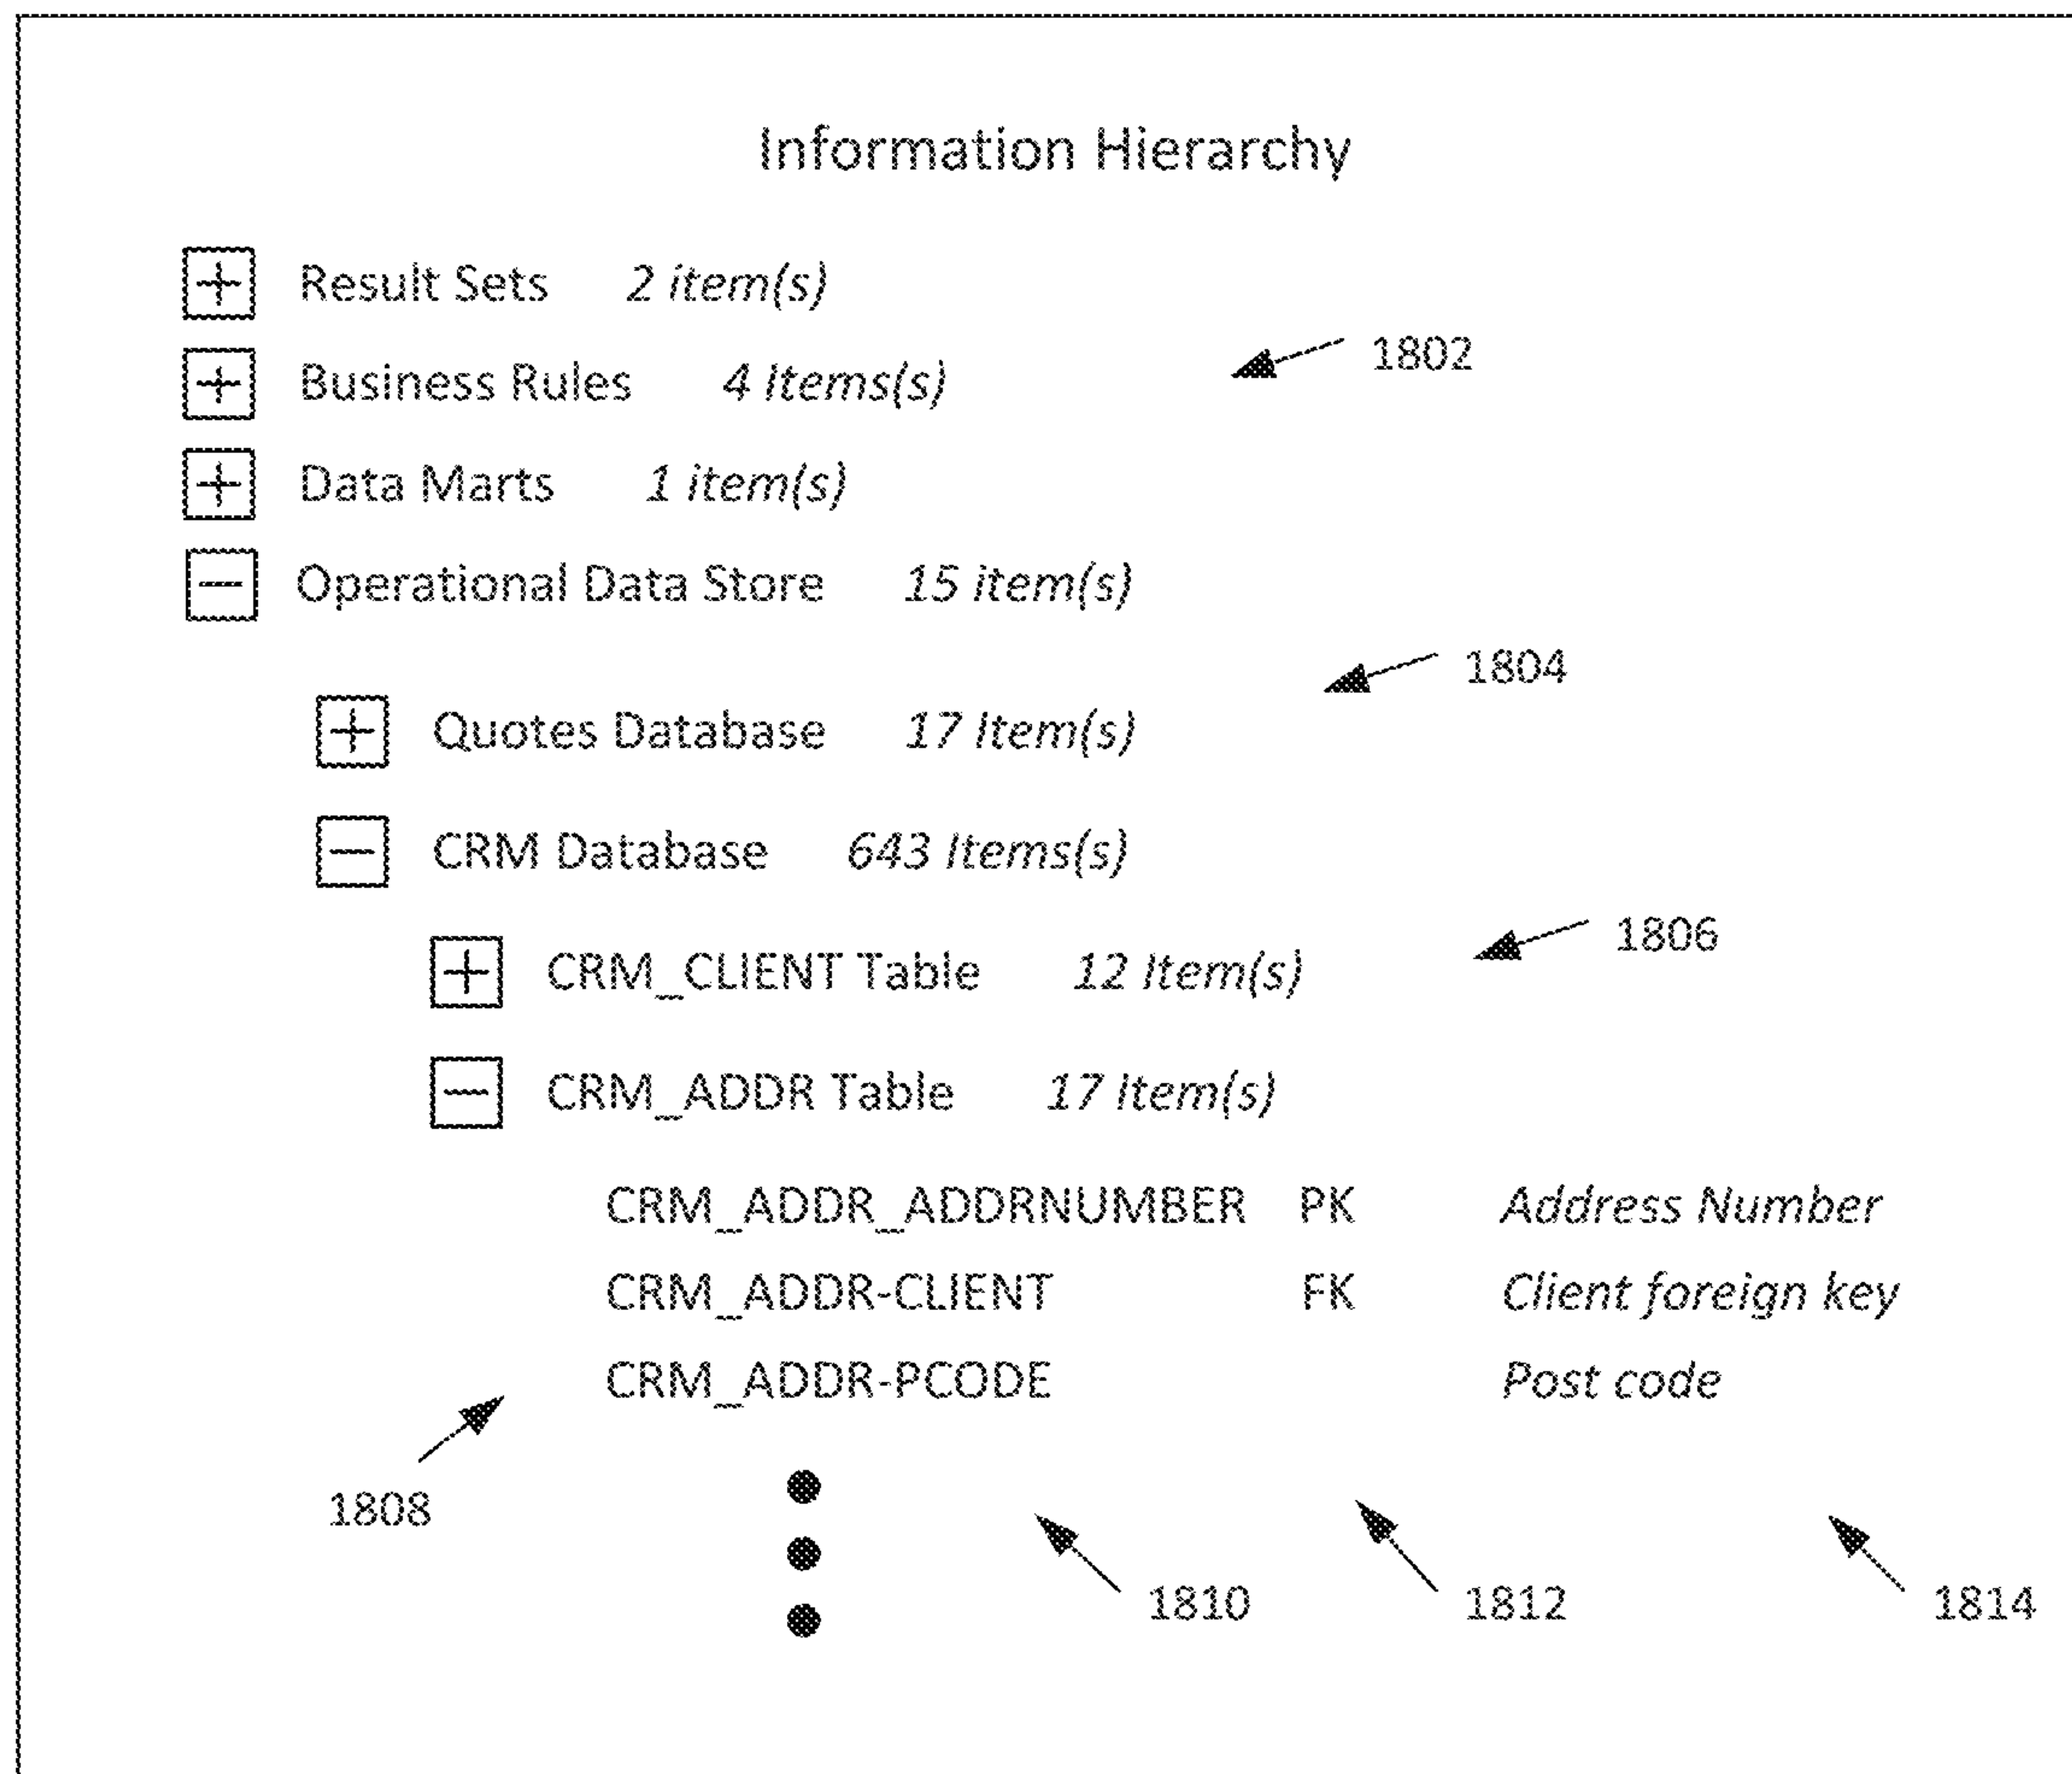 Information Hierarchy
+ Result Sets 2 item(s)
1802
+ Business Rules 4 Items(s)
+ Data Marts 1 item(s)
− Operational Data Store 15 item(s)
1804
+ Quotes Database 17 Item(s)
− CRM Database 643 Items(s)
1806
+ CRM_CLIENT Table 12 Item(s)
− CRM_ADDR Table 17 Item(s)
CRM_ADDR_ADDRNUMBER PK Address Number
CRM_ADDR-CLIENT FK Client foreign key
CRM_ADDR-PCODE Post code
1808
1810 1812 1814